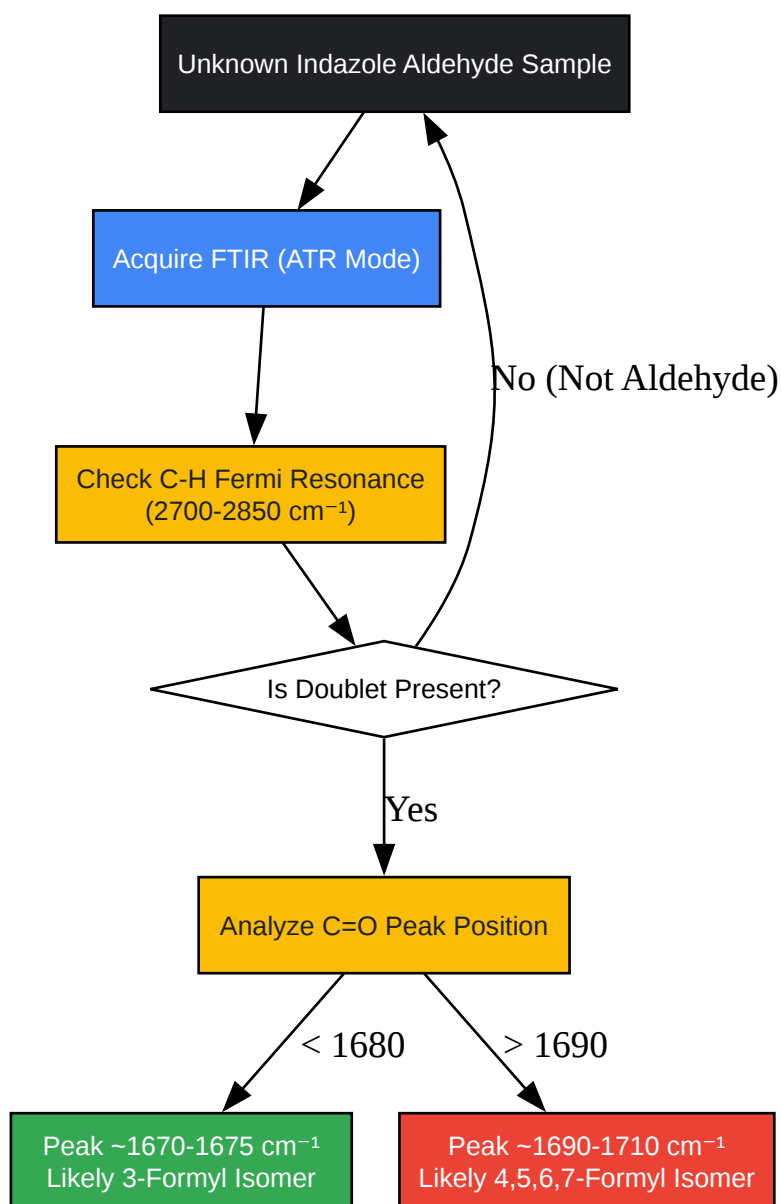 Unknown Indazole Aldehyde Sample
Acquire FTIR (ATR Mode)
No (Not Aldehyde)
Check C-H Fermi Resonance
(2700-2850 cm⁻¹)
Is Doublet Present?
Yes
Analyze C=O Peak Position
< 1680
> 1690
Peak ~1670-1675 cm⁻¹
Likely 3-Formyl Isomer
Peak ~1690-1710 cm⁻¹
Likely 4,5,6,7-Formyl Isomer